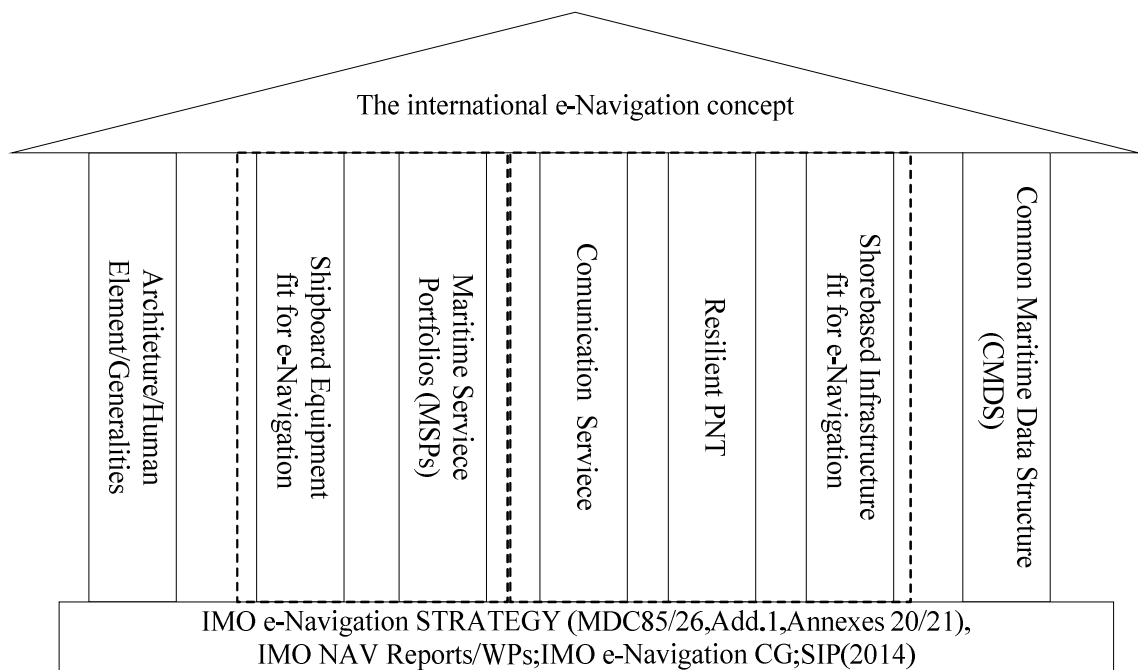 The international e-Navigation concept
Architeture/Human
Element/Generalities
Shipboard Equipment
fit for e-Navigation
Maritime Serviece
Portfolios (MSPs)
Comunication Serviece
Resilient PNT
Shorebased Infrastructure
fit for e-Navigation
Common Maritime Data Structure
(CMDS)
IMO e-Navigation STRATEGY (MDC85/26,Add.1,Annexes 20/21),
IMO NAV Reports/WPs;IMO e-Navigation CG;SIP(2014)